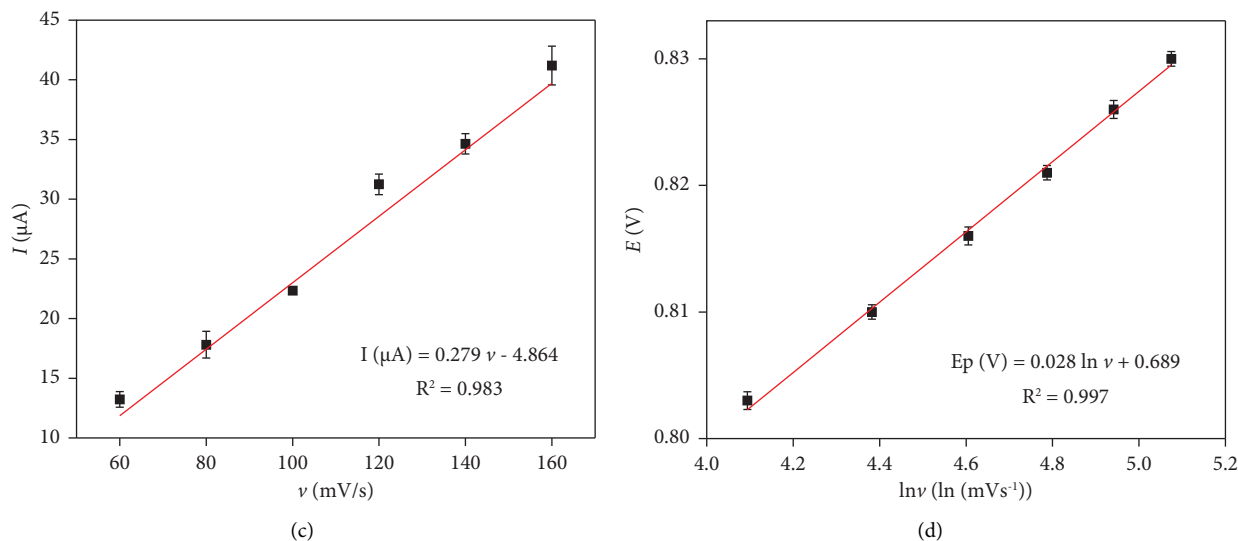 45
40
35
30
25
20
15
10
I (μA)
60
80
100
120
140
160
ν (mV/s)
I (μA) = 0.279 ν - 4.864
R² = 0.983
(c)
0.83
0.82
0.81
0.80
E (V)
4.0
4.2
4.4
4.6
4.8
5.0
5.2
lnν (ln (mVs⁻¹))
Ep (V) = 0.028 ln ν + 0.689
R² = 0.997
(d)